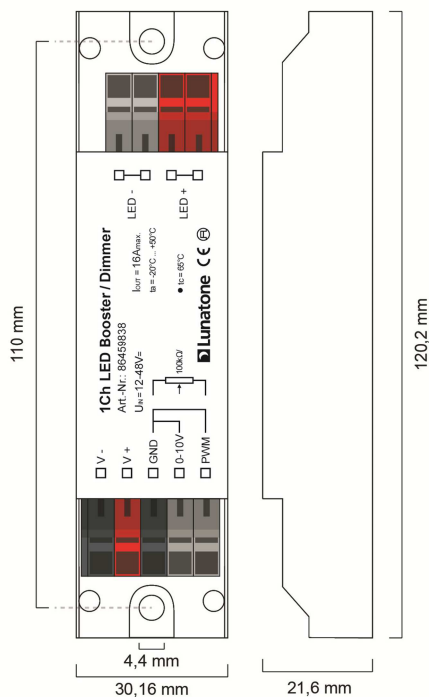 LED -
LED +
1Ch LED Booster / Dimmer
Art.-Nr.: 86459838
UIN =12-48V=
IOUT = 16Amax.
ta = -20°C ... +50°C
• tc = 65°C
Lunatone CE
100kΩ/
V -
V +
GND
0-10V
PWM
110 mm
120,2 mm
4,4 mm
30,16 mm
21,6 mm